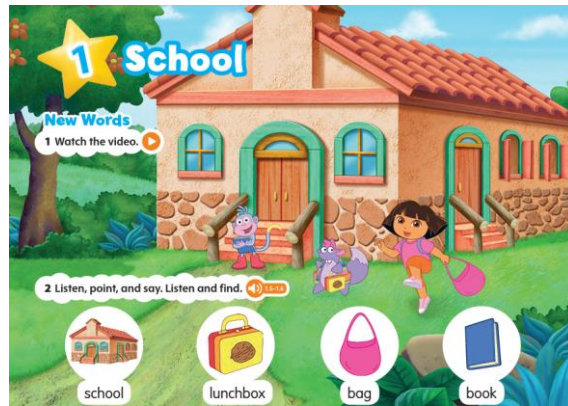 1 School
New Words
1 Watch the video.
2 Listen, point, and say. Listen and find.
school lunchbox bag book